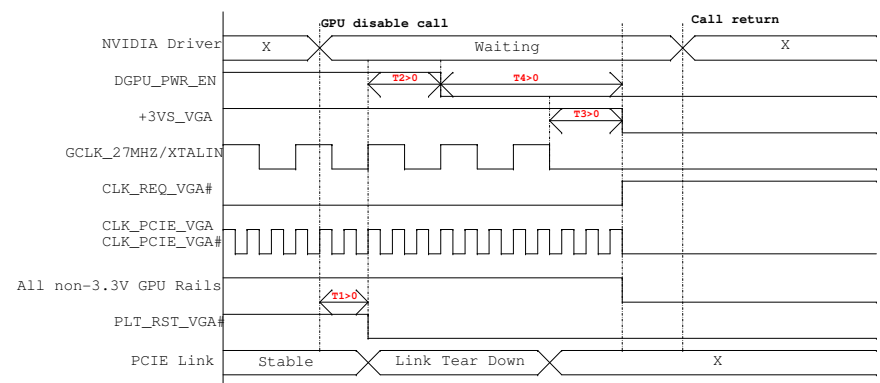 GPU disable call
Call return
NVIDIA Driver X Waiting X
DGPU_PWR_EN T2>0 T4>0
+3VS_VGA T3>0
GCLK_27MHZ/XTALIN
CLK_REQ_VGA#
CLK_PCIE_VGA
CLK_PCIE_VGA#
All non-3.3V GPU Rails
T1>0
PLT_RST_VGA#
PCIE Link Stable Link Tear Down X